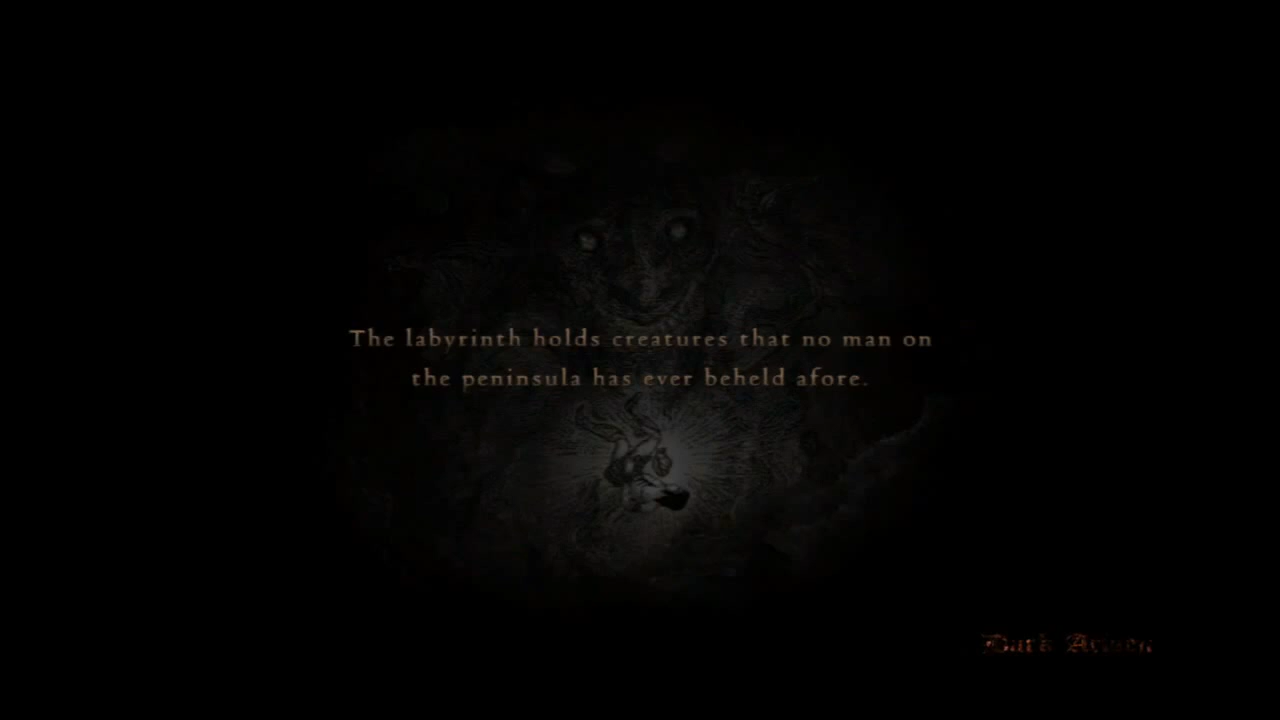 The labyrinth holds creatures that no man on
the peninsula has ever beheld afore.
Dark Arisen